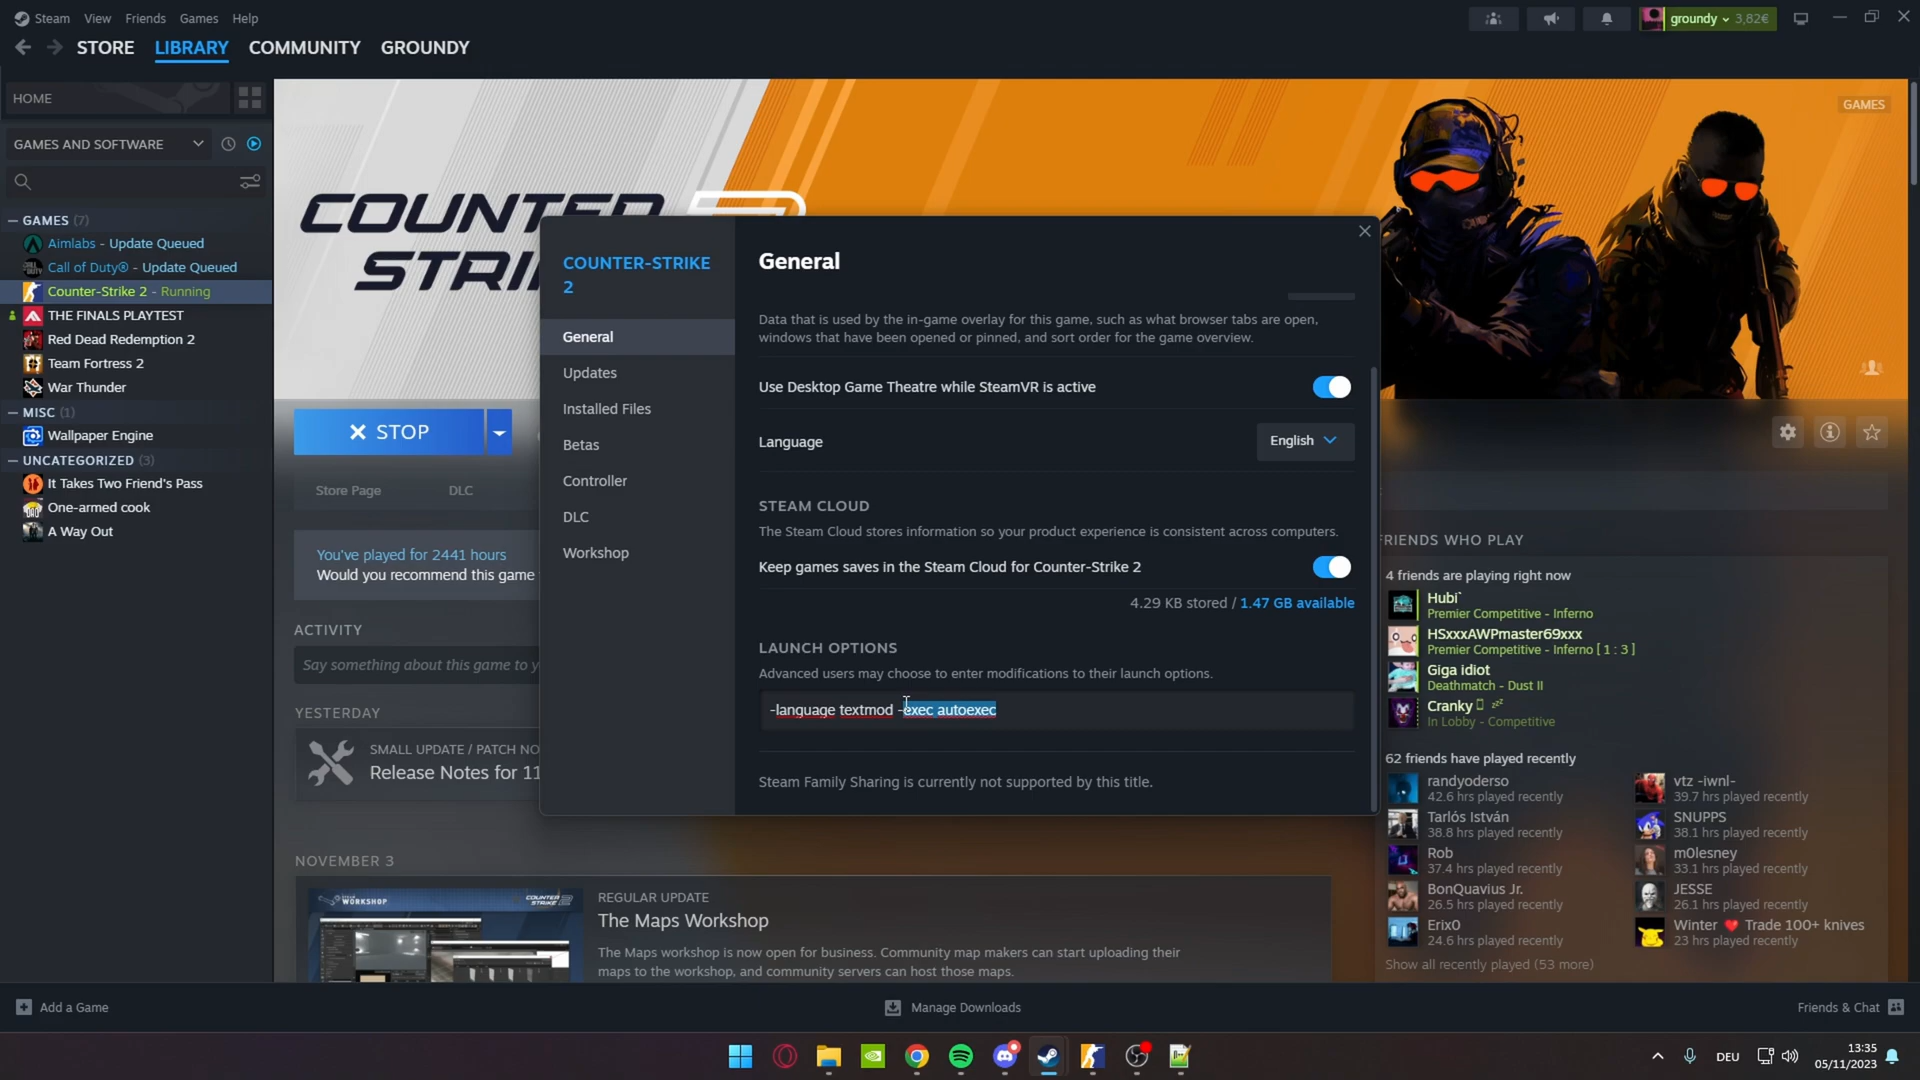 Steam View Friends Games Help
groundy 3,82€
STORE LIBRARY COMMUNITY GROUNDY
HOME
GAMES AND SOFTWARE
— GAMES (7)
Aimlabs - Update Queued
Call of Duty® - Update Queued
Counter-Strike 2 - Running
THE FINALS PLAYTEST
Red Dead Redemption 2
Team Fortress 2
War Thunder
— MISC (1)
Wallpaper Engine
— UNCATEGORIZED (3)
It Takes Two Friend's Pass
One-armed cook
A Way Out
GAMES
COUNTER
STRI
STOP
Store Page DLC
You've played for 2441 hours
Would you recommend this game
ACTIVITY
Say something about this game to y
YESTERDAY
SMALL UPDATE / PATCH NO
Release Notes for 11
NOVEMBER 3
WORKSHOP
COUNTER STRIKE
REGULAR UPDATE
The Maps Workshop
The Maps workshop is now open for business. Community map makers can start uploading their
maps to the workshop, and community servers can host those maps.
COUNTER-STRIKE
2
General
Updates
Installed Files
Betas
Controller
DLC
Workshop
General
Data that is used by the in-game overlay for this game, such as what browser tabs are open,
windows that have been opened or pinned, and sort order for the game overview.
Use Desktop Game Theatre while SteamVR is active
Language English
STEAM CLOUD
The Steam Cloud stores information so your product experience is consistent across computers.
Keep games saves in the Steam Cloud for Counter-Strike 2
4.29 KB stored / 1.47 GB available
LAUNCH OPTIONS
Advanced users may choose to enter modifications to their launch options.
-language textmod -exec autoexec
Steam Family Sharing is currently not supported by this title.
FRIENDS WHO PLAY
4 friends are playing right now
Hubi`
Premier Competitive - Inferno
HSxxxAWPmaster69xxx
Premier Competitive - Inferno [ 1 : 3 ]
Giga idiot
Deathmatch - Dust II
Cranky
In Lobby - Competitive
62 friends have played recently
randyoderso
42.6 hrs played recently
vtz -iwnl-
39.7 hrs played recently
Tarlós István
38.8 hrs played recently
SNUPPS
38.1 hrs played recently
Rob
37.4 hrs played recently
m0lesney
33.1 hrs played recently
BonQuavius Jr.
26.5 hrs played recently
JESSE
26.1 hrs played recently
Erix0
24.6 hrs played recently
Winter ❤ Trade 100+ knives
23 hrs played recently
Show all recently played (53 more)
Add a Game
Manage Downloads
Friends & Chat
DEU
13:35
05/11/2023